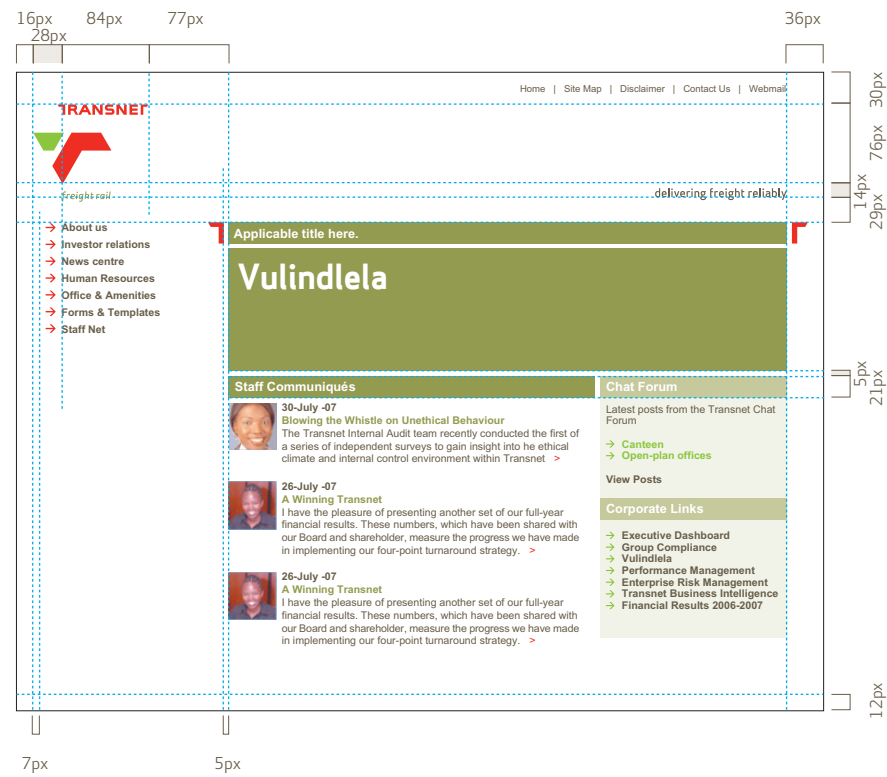 16px 84px 77px 36px
28px
30px
76px
14px
29px
5px
21px
12px
7px 5px
Home | Site Map | Disclaimer | Contact Us | Webmail
TRANSNET
freight rail
delivering freight reliably
About us
Investor relations
News centre
Human Resources
Office & Amenities
Forms & Templates
Staff Net
Applicable title here.
Vulindlela
Staff Communiqués
30-July -07
Blowing the Whistle on Unethical Behaviour
The Transnet Internal Audit team recently conducted the first of
a series of independent surveys to gain insight into he ethical
climate and internal control environment within Transnet >
26-July -07
A Winning Transnet
I have the pleasure of presenting another set of our full-year
financial results. These numbers, which have been shared with
our Board and shareholder, measure the progress we have made
in implementing our four-point turnaround strategy. >
26-July -07
A Winning Transnet
I have the pleasure of presenting another set of our full-year
financial results. These numbers, which have been shared with
our Board and shareholder, measure the progress we have made
in implementing our four-point turnaround strategy. >
Chat Forum
Latest posts from the Transnet Chat
Forum
Canteen
Open-plan offices
View Posts
Corporate Links
Executive Dashboard
Group Compliance
Vulindlela
Performance Management
Enterprise Risk Management
Transnet Business Intelligence
Financial Results 2006-2007